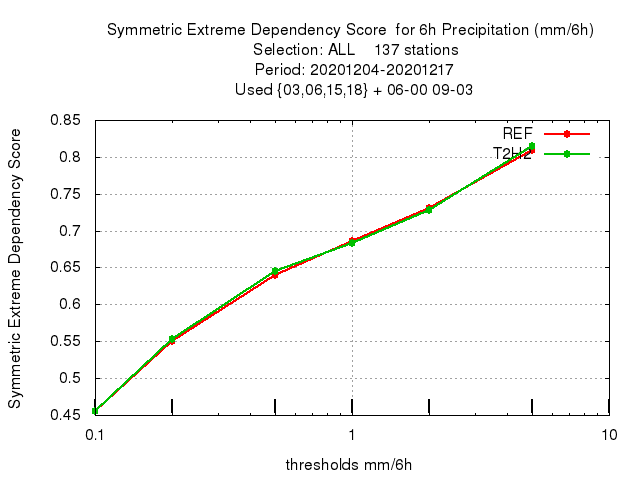 Symmetric Extreme Dependency Score  for 6h Precipitation (mm/6h)
Selection: ALL    137 stations
Period: 20201204-20201217
Used {03,06,15,18} + 06-00 09-03
Symmetric Extreme Dependency Score
0.85
0.8
0.75
0.7
0.65
0.6
0.55
0.5
0.45
REF
T2H2
0.1
1
10
thresholds mm/6h